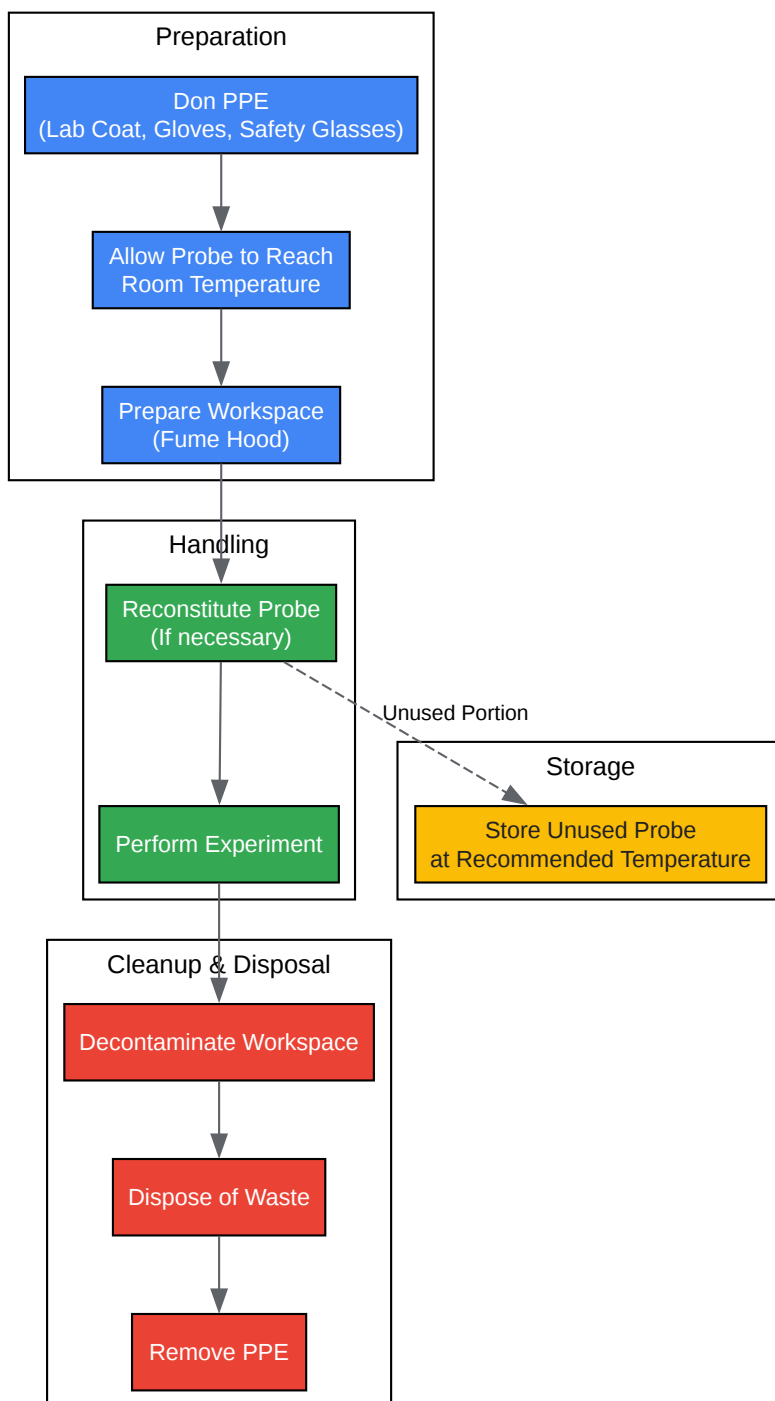 Preparation
Don PPE
(Lab Coat, Gloves, Safety Glasses)
Allow Probe to Reach
Room Temperature
Prepare Workspace
(Fume Hood)
Handling
Reconstitute Probe
(If necessary)
Unused Portion
Storage
Perform Experiment
Store Unused Probe
at Recommended Temperature
Cleanup & Disposal
Decontaminate Workspace
Dispose of Waste
Remove PPE